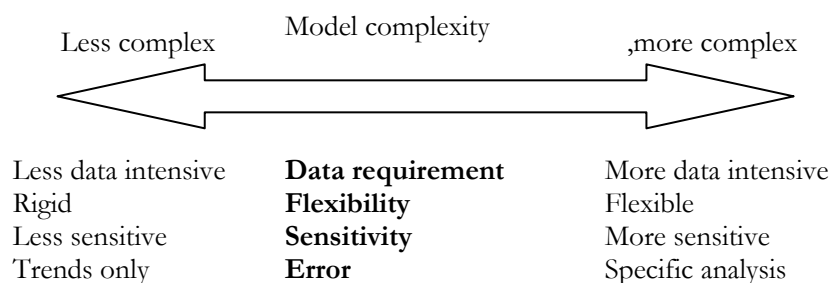 Model complexity
Less complex
,more complex
Less data intensive Data requirement More data intensive
Rigid Flexibility Flexible
Less sensitive Sensitivity More sensitive
Trends only Error Specific analysis